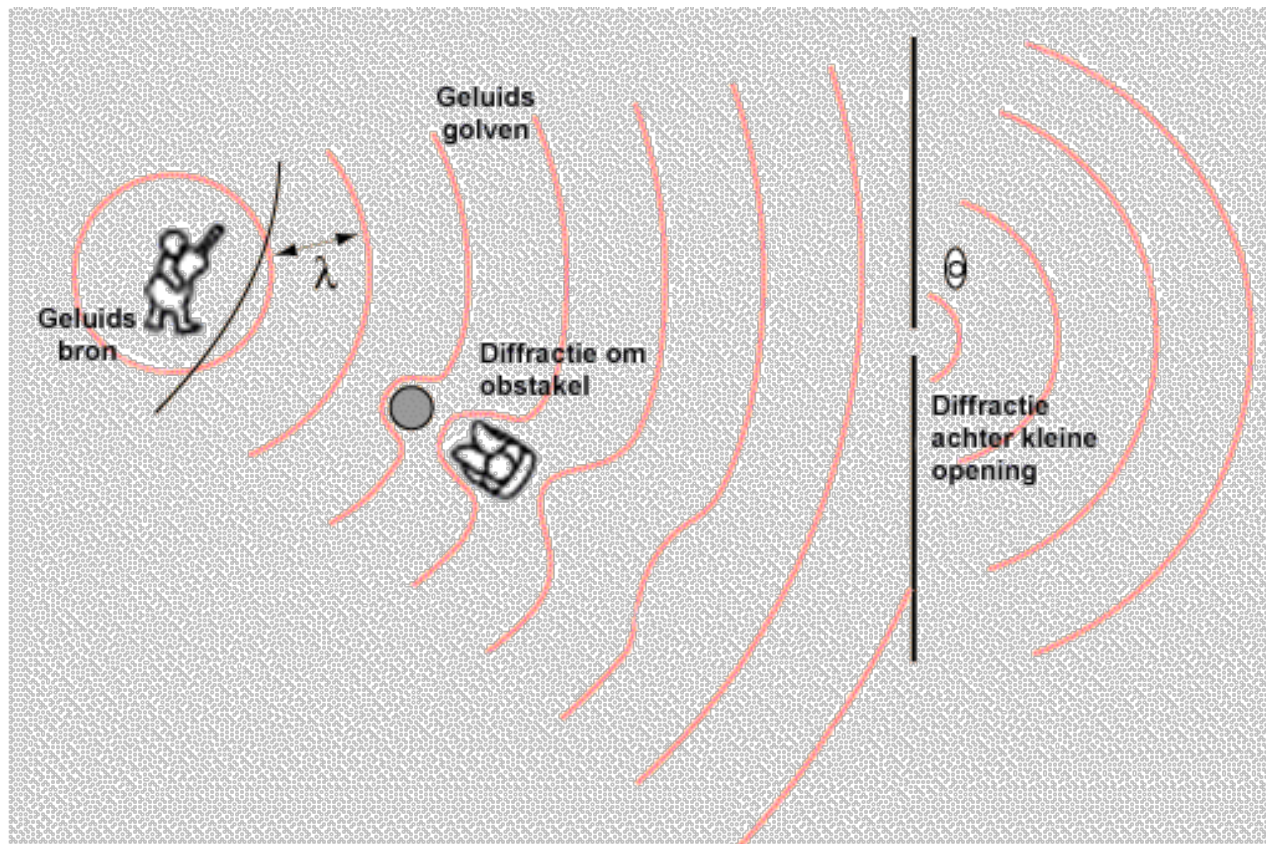 Geluids
golven
λ
Geluids
bron
Diffractie om
obstakel
Diffractie
achter kleine
opening